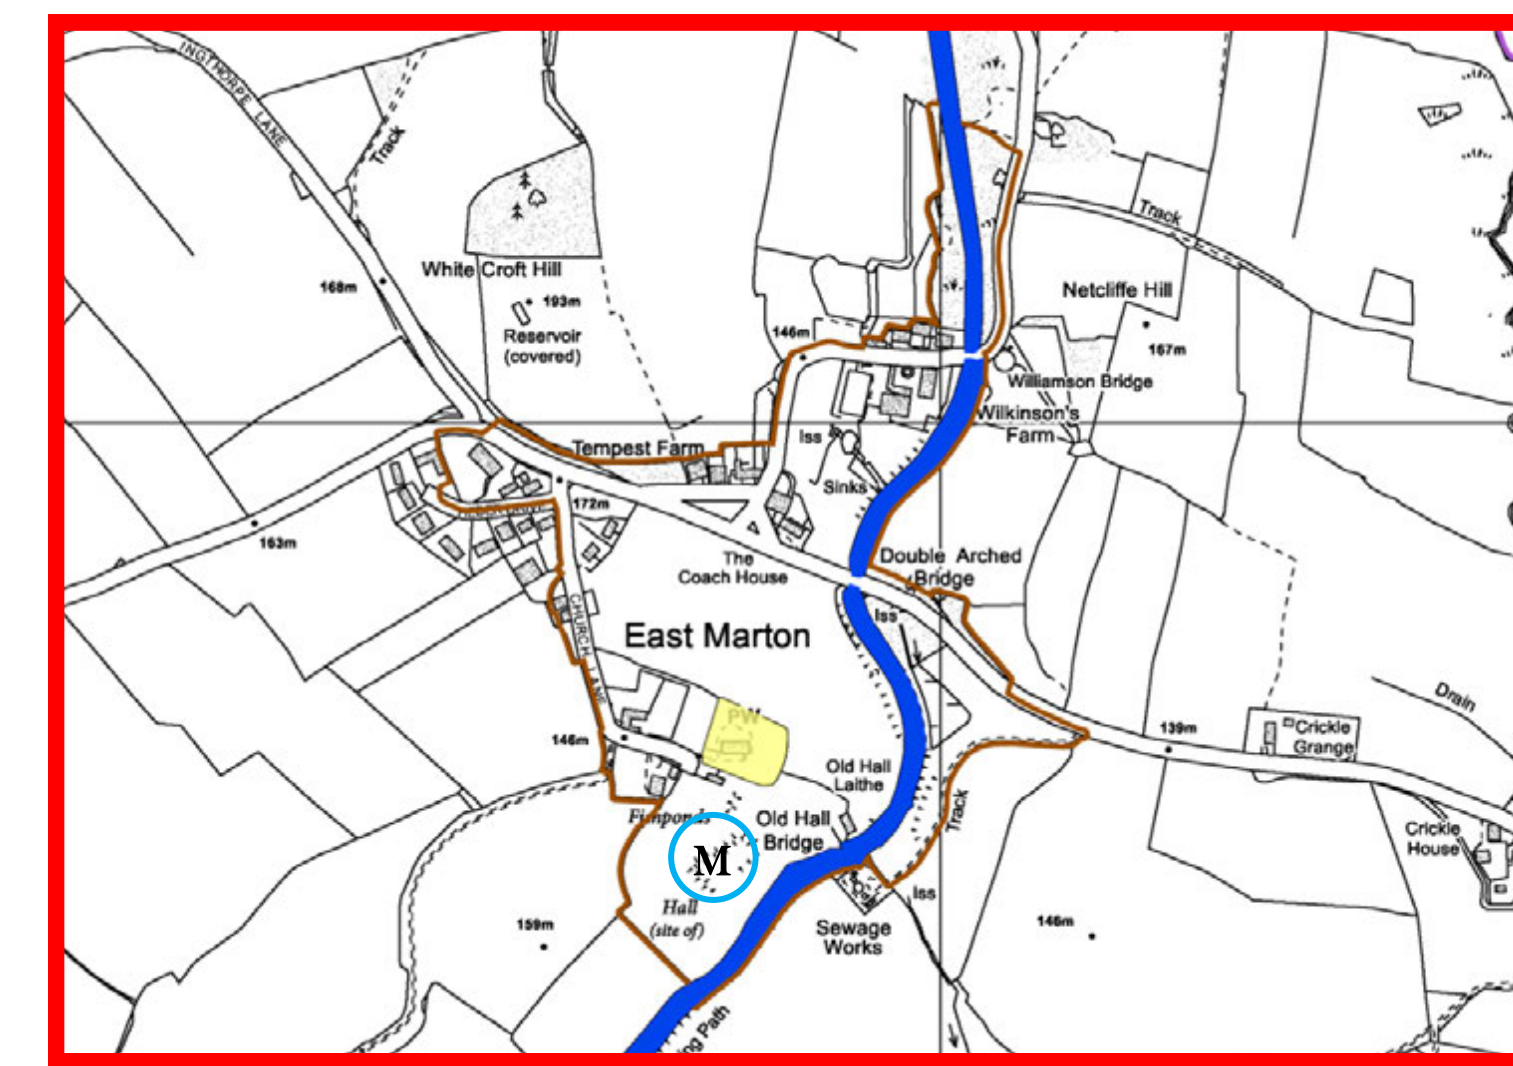 INGTHORPE LANE
Track
White Croft Hill
168m
193m
Reservoir
(covered)
146m
Track
Netcliffe Hill
167m
Williamson Bridge
Wilkinson's
Farm
Tempest Farm
Iss
Sinks
172m
163m
The
Coach House
Double Arched
Bridge
Iss
CHURCH LANE
East Marton
PW
146m
Drain
139m
Crickle
Grange
Old Hall
Laithe
Track
Fishponds
Old Hall
Bridge
M
Crickle
House
Hall
(site of)
Iss
159m
Sewage
Works
146m
ing Path